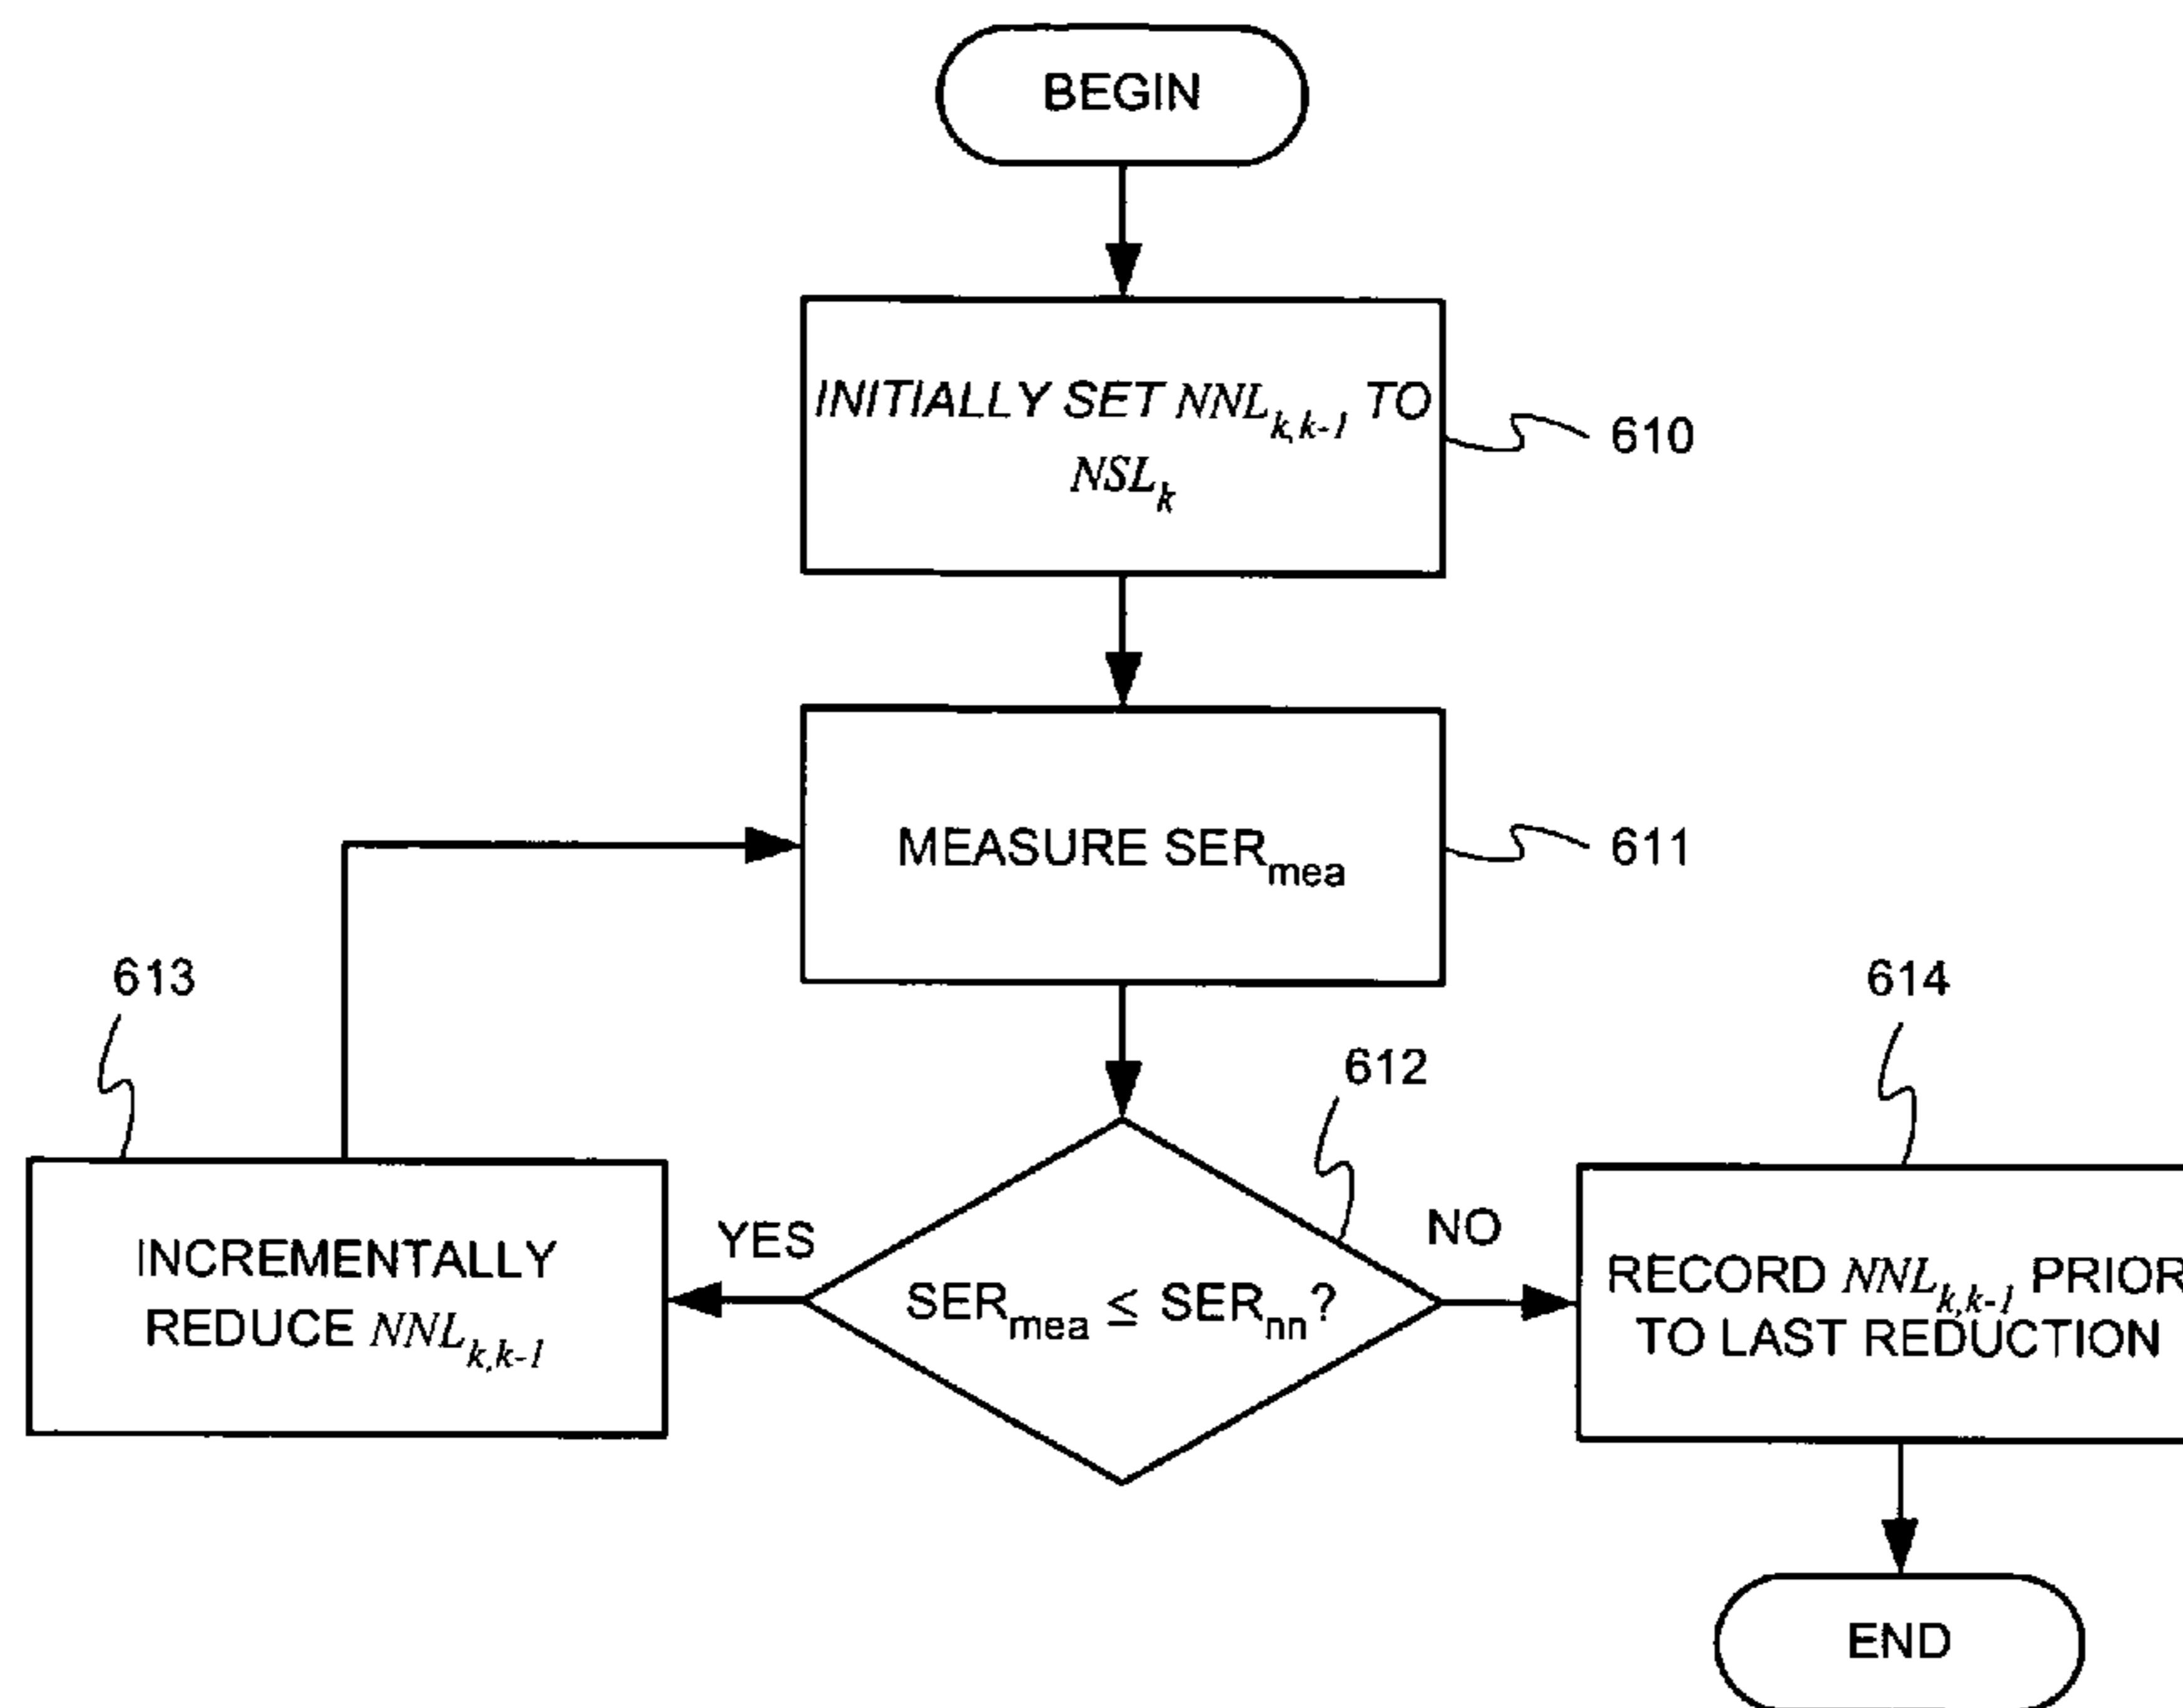 BEGIN
INITIALLY SET NNLk,k-1 TO
NSLk
610
MEASURE SERmea
611
613
614
612
INCREMENTALLY
REDUCE NNLk,k-1
YES
SERmea ≤ SERnn?
NO
RECORD NNLk,k-1 PRIOR
TO LAST REDUCTION
END